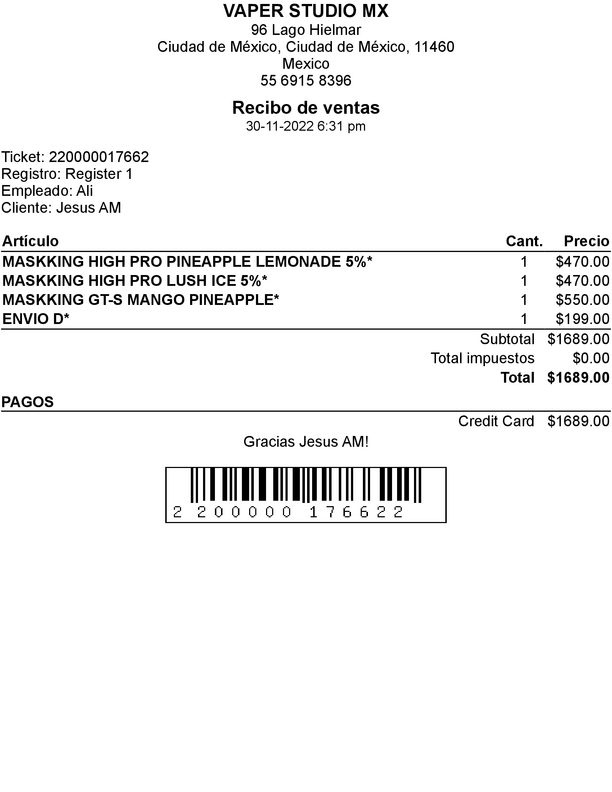 VAPER STUDIO MX
96 Lago Hielmar
Ciudad de México, Ciudad de México, 11460
Mexico
55 6915 8396
Recibo de ventas
30-11-2022 6:31 pm
Ticket: 220000017662
Registro: Register 1
Empleado: Ali
Cliente: Jesus AM
Artículo Cant. Precio
MASKKING HIGH PRO PINEAPPLE LEMONADE 5%* 1 $470.00
MASKKING HIGH PRO LUSH ICE 5%* 1 $470.00
MASKKING GT-S MANGO PINEAPPLE* 1 $550.00
ENVIO D* 1 $199.00
Subtotal $1689.00
Total impuestos $0.00
Total $1689.00
PAGOS
Credit Card $1689.00
Gracias Jesus AM!
2 200000 176622